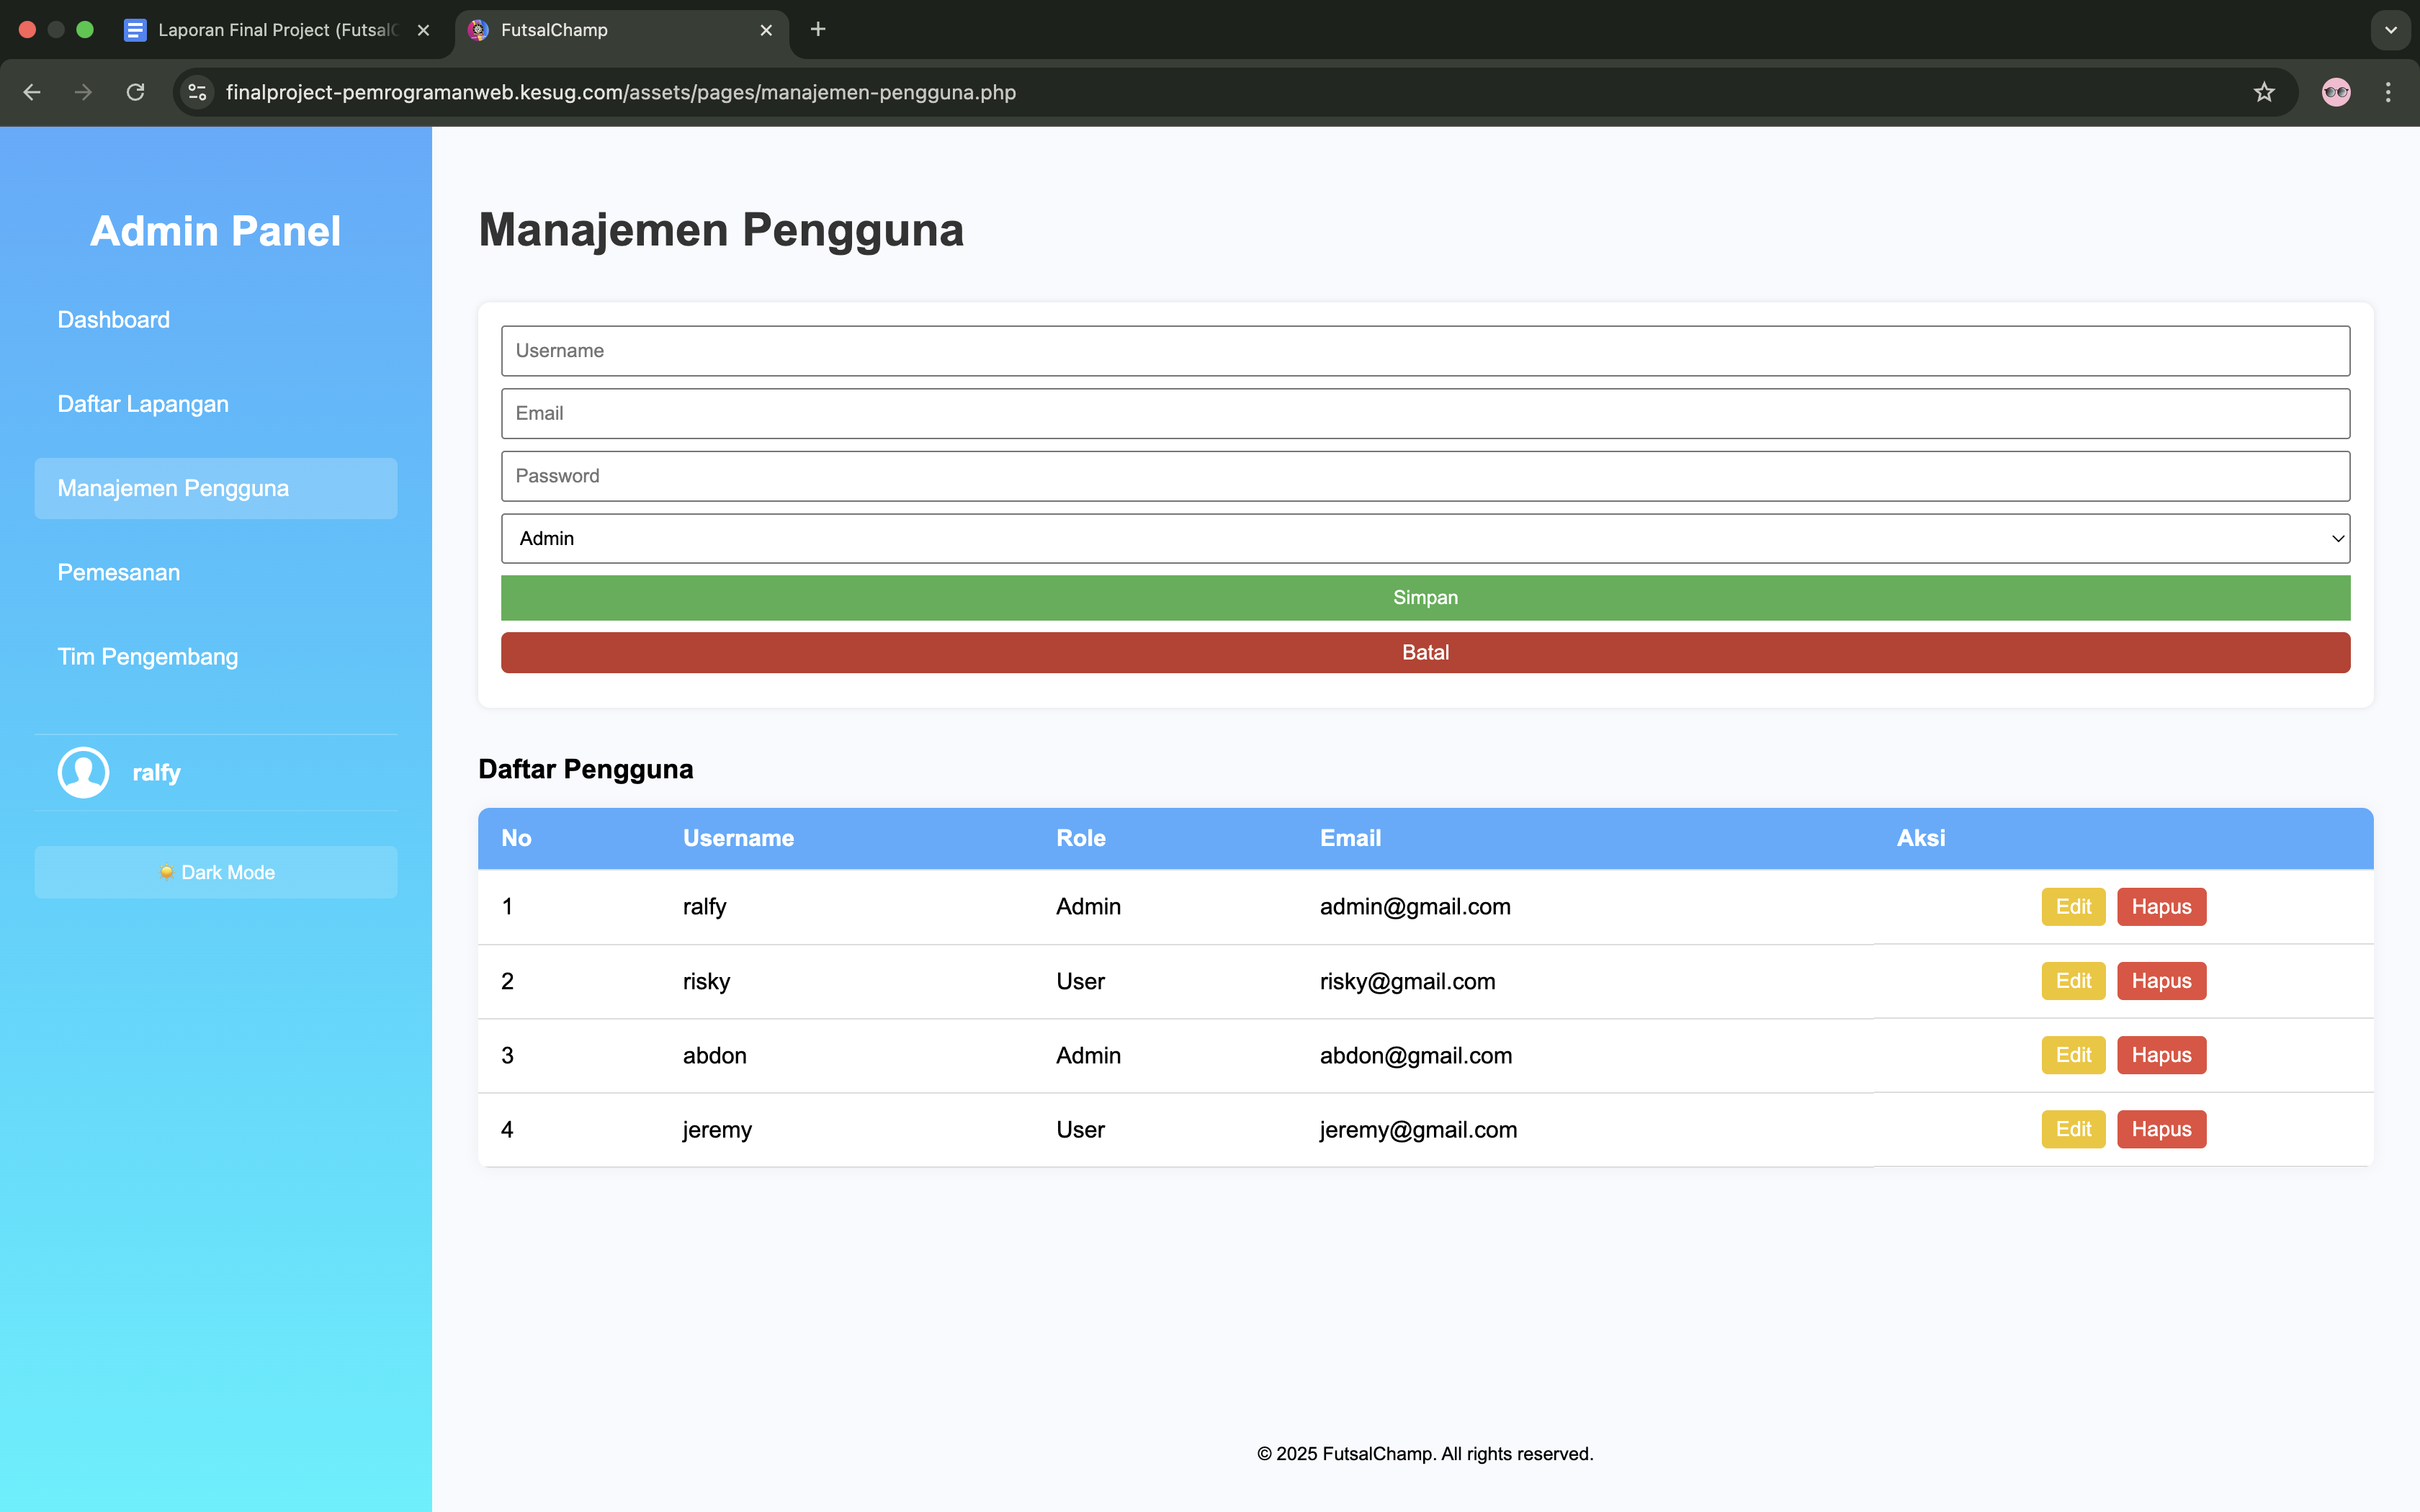 Laporan Final Project (Futsal
FutsalChamp
finalproject-pemrogramanweb.kesug.com/assets/pages/manajemen-pengguna.php
Admin Panel
Dashboard
Daftar Lapangan
Manajemen Pengguna
Pemesanan
Tim Pengembang
ralfy
Dark Mode
Manajemen Pengguna
Username
Email
Password
Admin
Simpan
Batal
Daftar Pengguna
No Username Role Email Aksi
1 ralfy Admin admin@gmail.com Edit Hapus
2 risky User risky@gmail.com Edit Hapus
3 abdon Admin abdon@gmail.com Edit Hapus
4 jeremy User jeremy@gmail.com Edit Hapus
© 2025 FutsalChamp. All rights reserved.